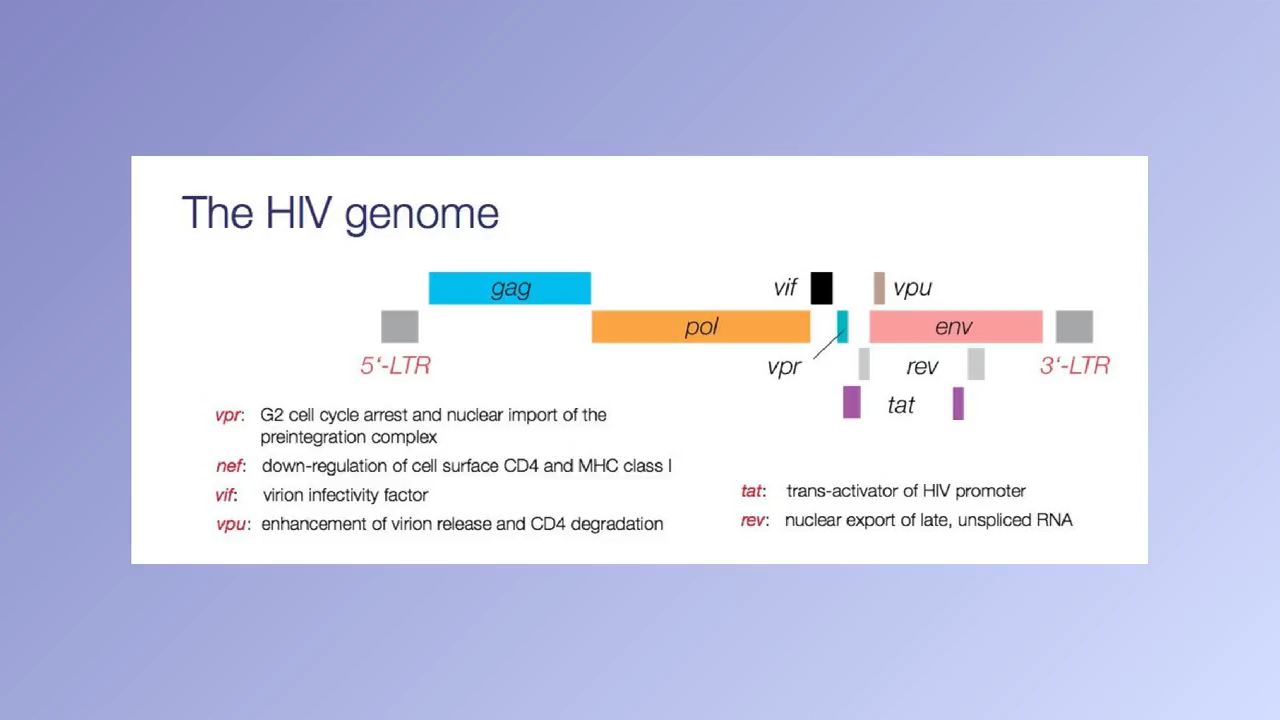 The HIV genome
gag
vif
vpu
pol
env
5‘-LTR
vpr
rev
3‘-LTR
tat
vpr: G2 cell cycle arrest and nuclear import of the
preintegration complex
nef: down-regulation of cell surface CD4 and MHC class I
vif: virion infectivity factor
vpu: enhancement of virion release and CD4 degradation
tat: trans-activator of HIV promoter
rev: nuclear export of late, unspliced RNA